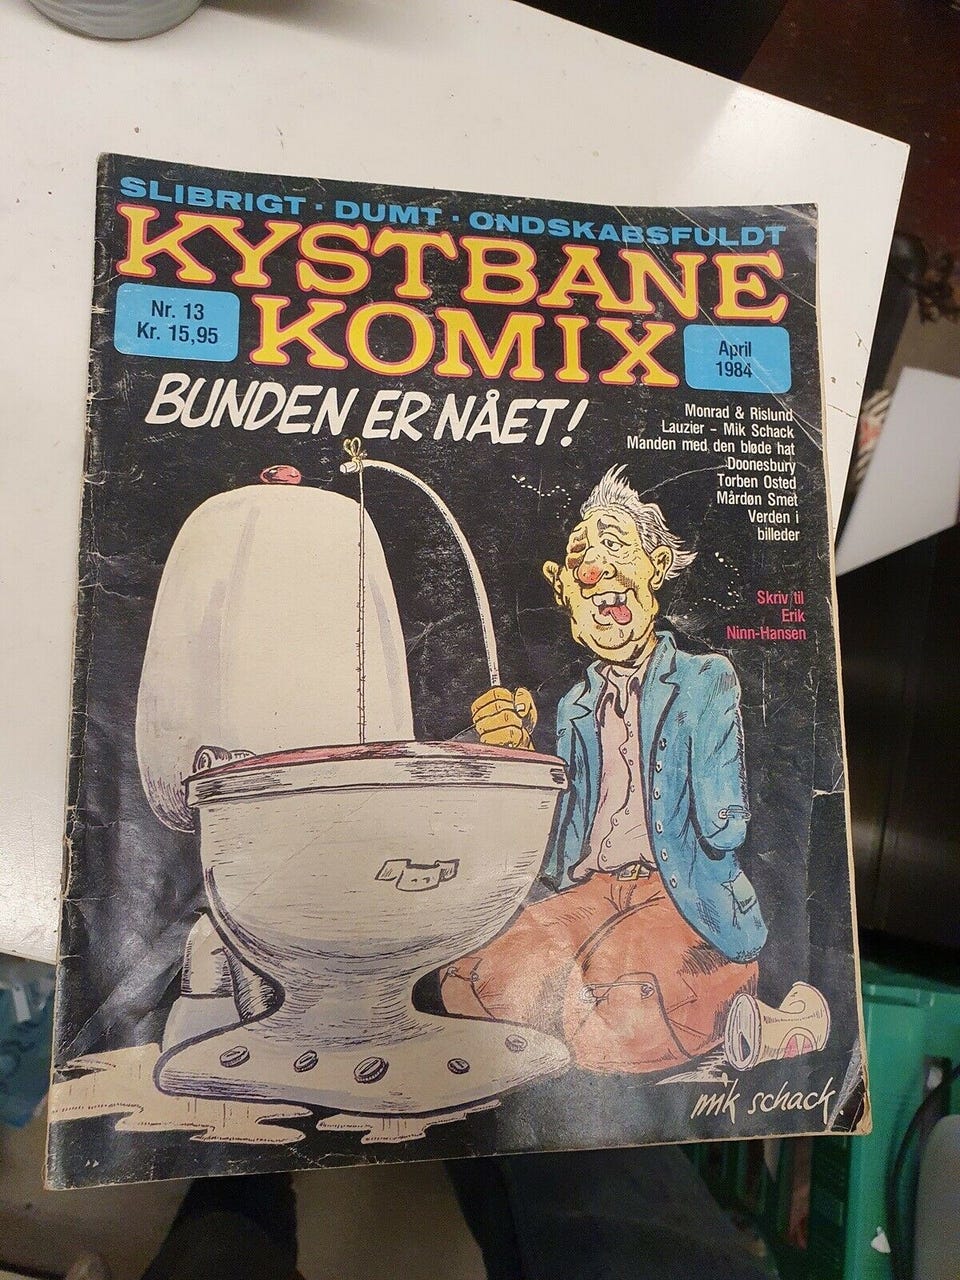 SLIBRIGT · DUMT · ONDSKABSFULDT
KYSTBANE
KOMIX
Nr. 13
Kr. 15,95
April
1984
BUNDEN ER NÅET!
Monrad & Rislund
Lauzier - Mik Schack
Manden med den bløde hat
Doonesbury
Torben Osted
Mårdøn Smet
Verden i
billeder
Skriv til
Erik
Ninn-Hansen
mik schack.